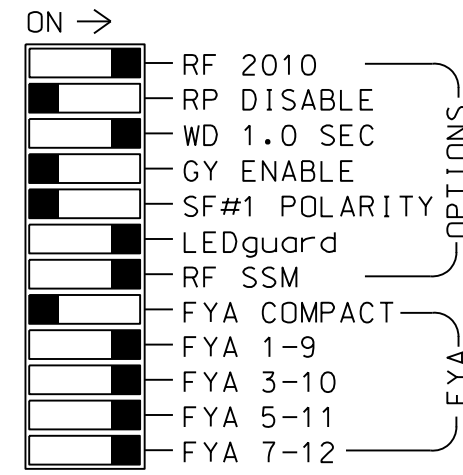 ON →
RF 2010
RP DISABLE
WD 1.0 SEC
GY ENABLE
SF#1 POLARITY
LEDguard
RF SSM
FYA COMPACT
FYA 1-9
FYA 3-10
FYA 5-11
FYA 7-12
OPTIONS
FYA